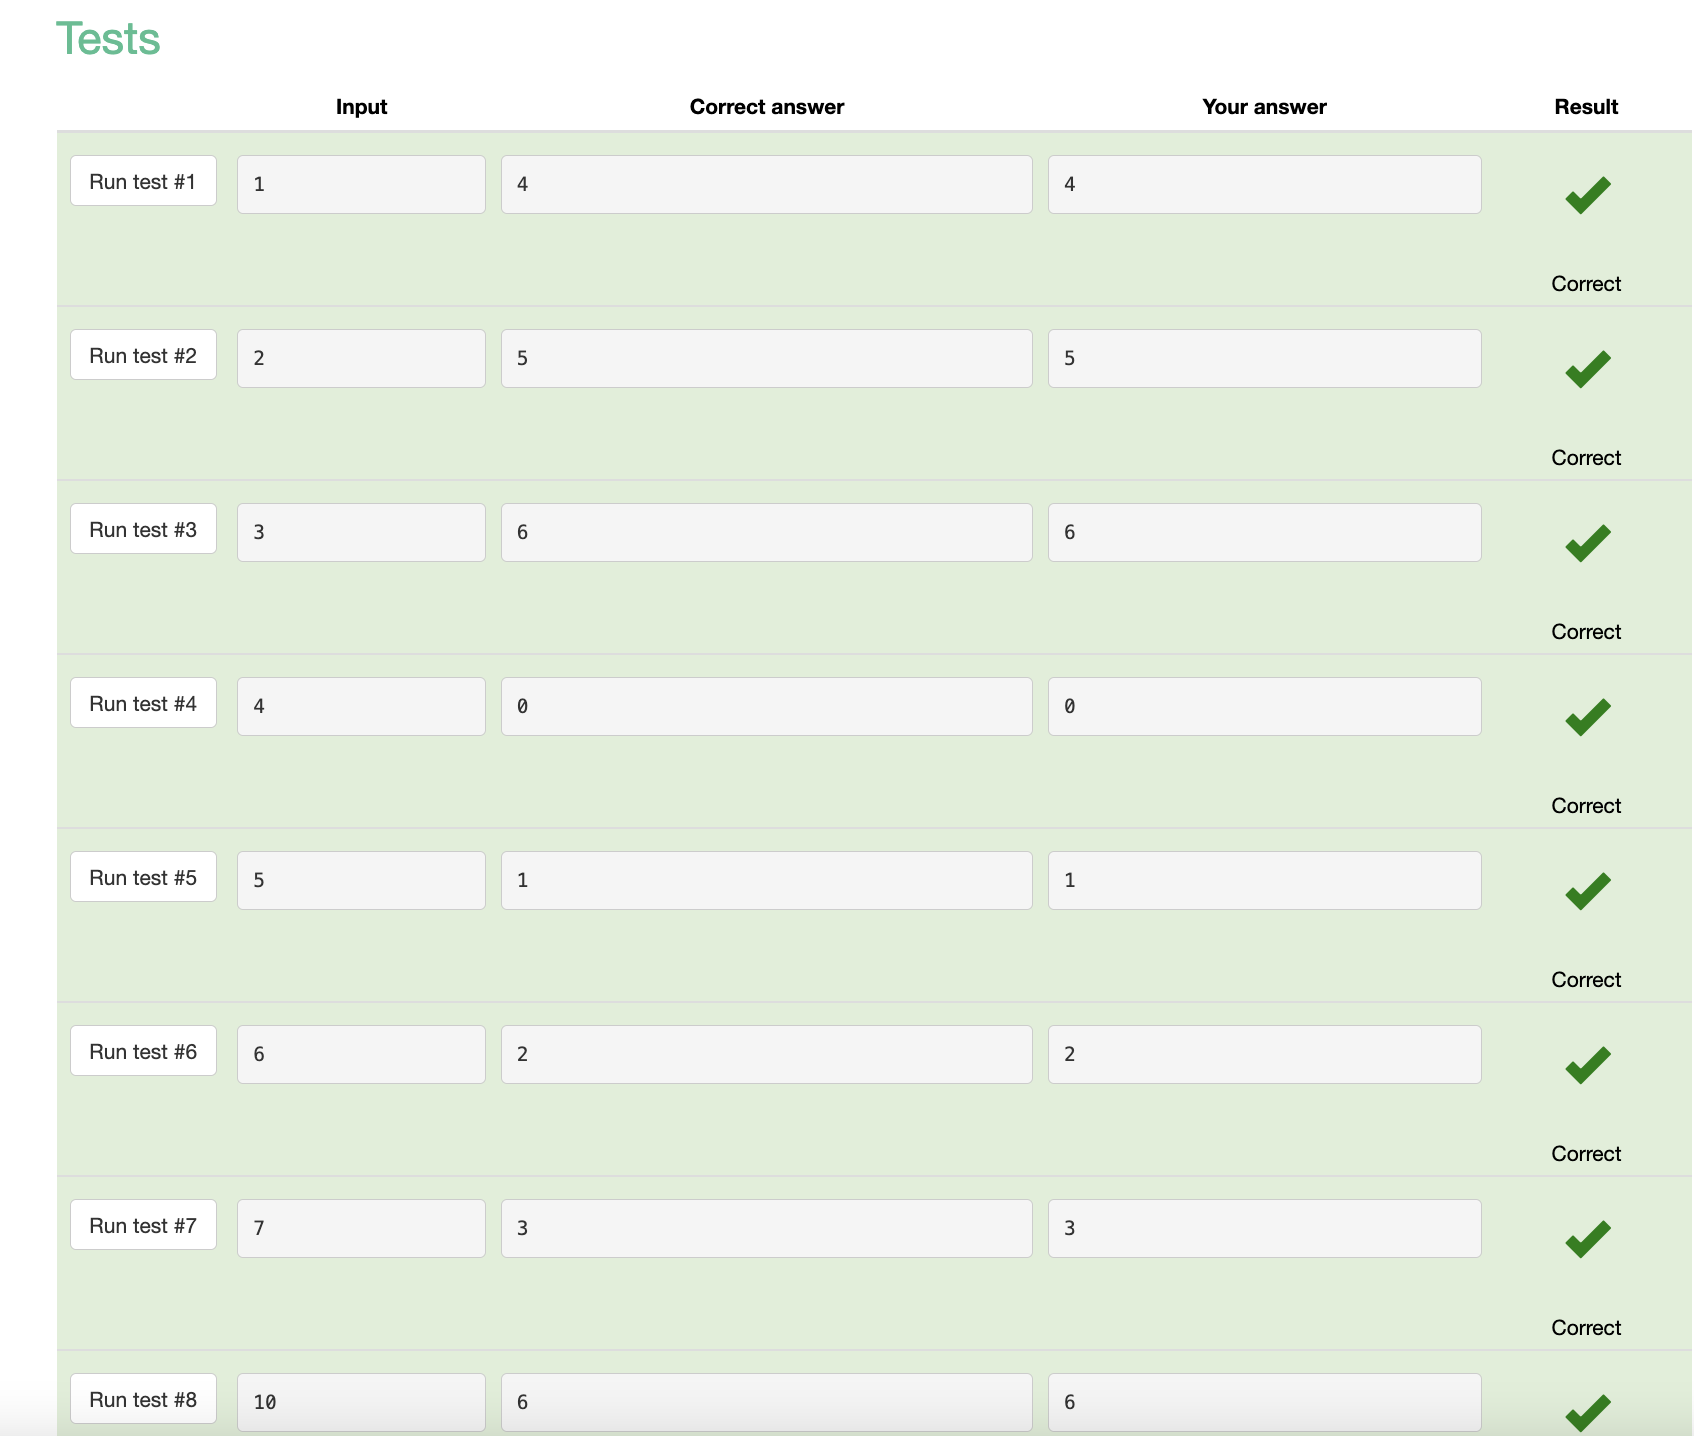 Tests
Input Correct answer Your answer Result
Run test #1 1 4 4
Correct
Run test #2 2 5 5
Correct
Run test #3 3 6 6
Correct
Run test #4 4 0 0
Correct
Run test #5 5 1 1
Correct
Run test #6 6 2 2
Correct
Run test #7 7 3 3
Correct
Run test #8 10 6 6